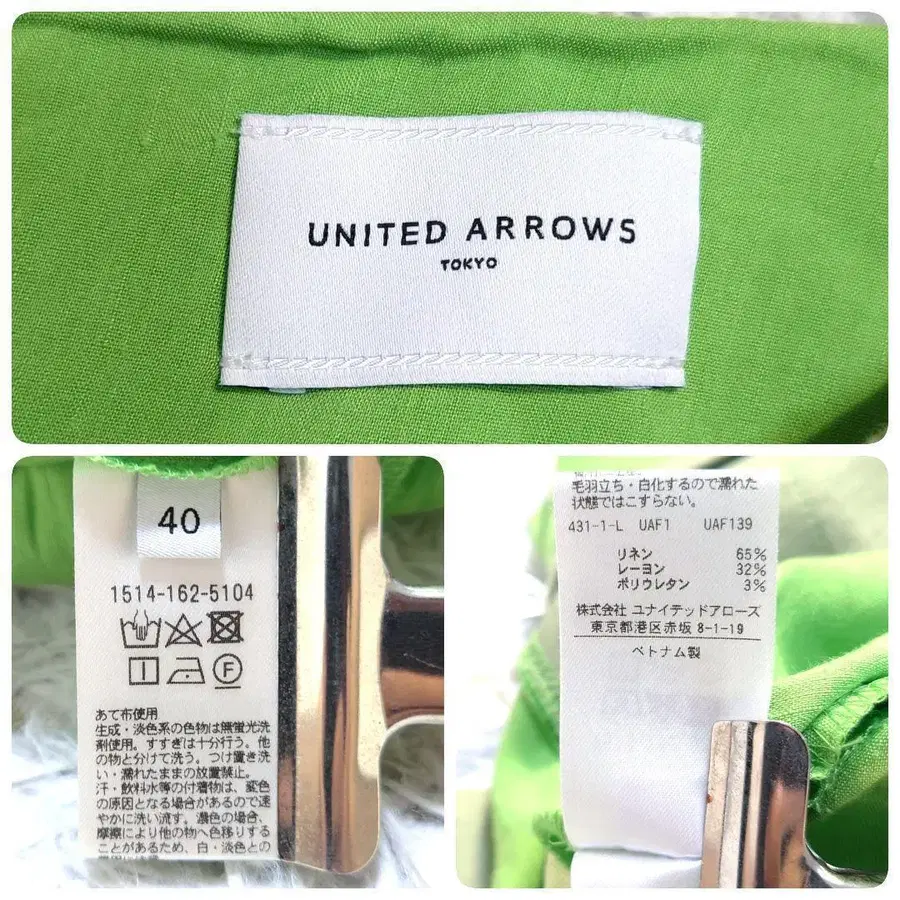 UNITED ARROWS
TOKYO
40
1514-162-5104
あて布使用
生成・淡色系の色物は無蛍光洗
剤使用。すすぎは十分行う。他
の物と分けて洗う。つけ置き洗
い・濡れたままの放置禁止。
汗・飲料水等の付着物は、変色
の原因となる場合があるので速
やかに洗い流す。濃色の場合、
摩擦により他の物へ色移りする
ことがあるため、白・淡色との
毛羽立ち・白化するので濡れた
状態ではこすらない。
431-1-L UAF1 UAF139
リネン 65%
レーヨン 32%
ポリウレタン 3%
株式会社 ユナイテッドアローズ
東京都港区赤坂 8-1-19
ベトナム製